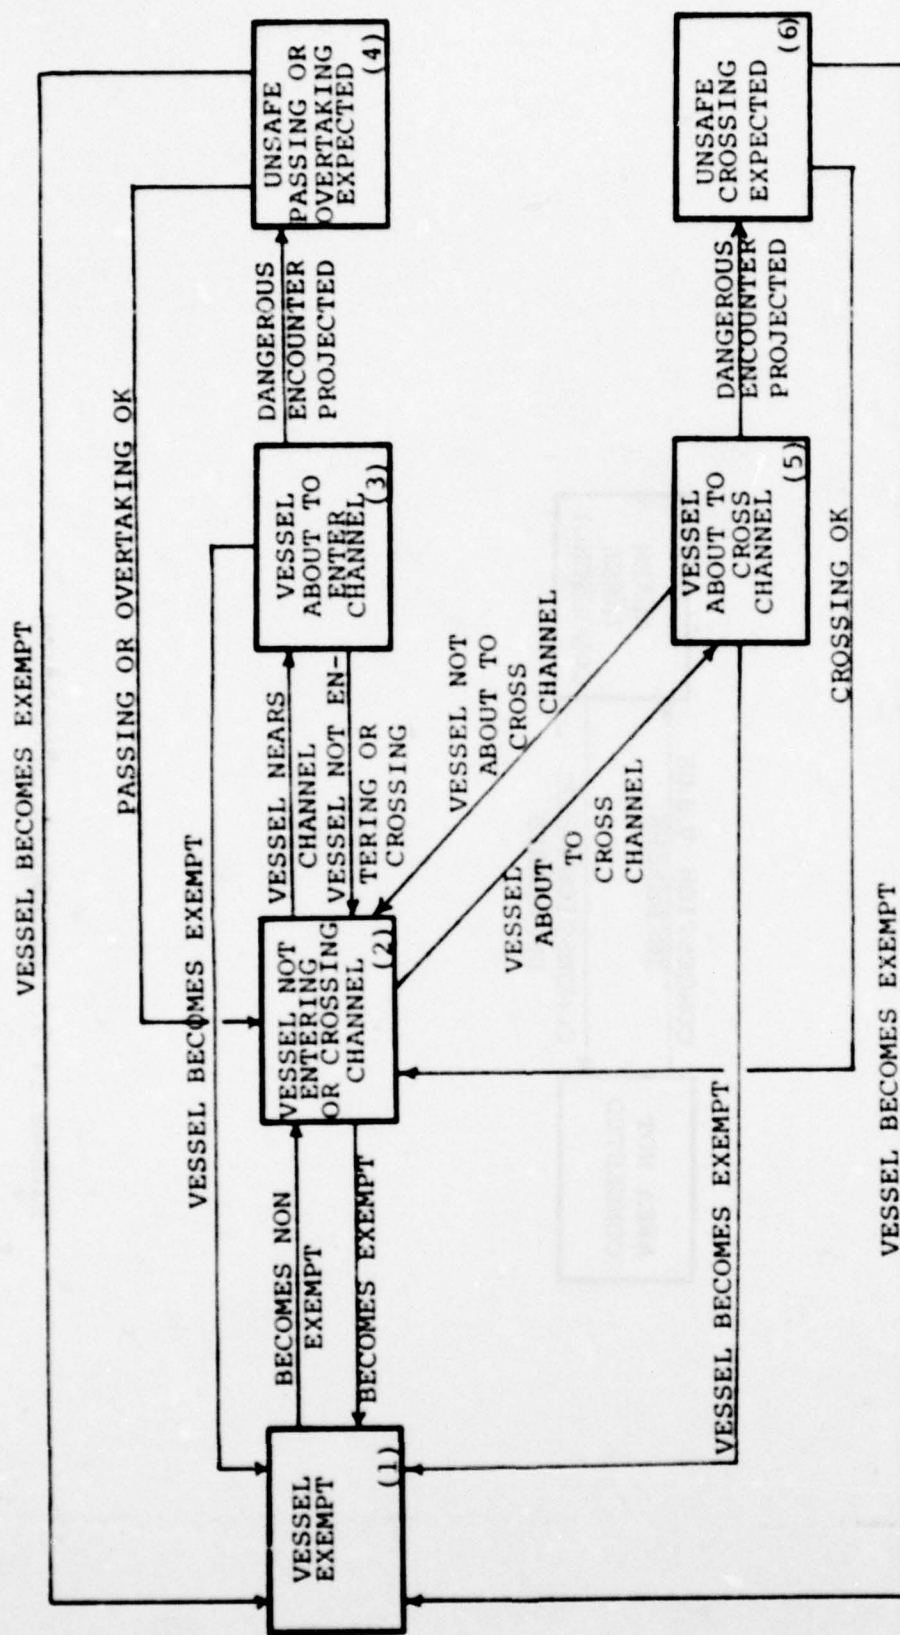 VESSEL BECOMES EXEMPT
PASSING OR OVERTAKING OK
VESSEL BECOMES EXEMPT
VESSEL
EXEMPT
(1)
BECOMES NON
EXEMPT
BECOMES EXEMPT
VESSEL NOT
ENTERING
OR CROSSING
CHANNEL
(2)
VESSEL NEARS
CHANNEL
VESSEL NOT EN-
TERING OR
CROSSING
VESSEL
ABOUT TO
ENTER
CHANNEL
(3)
DANGEROUS
ENCOUNTER
PROJECTED
UNSAFE
PASSING OR
OVERTAKING
EXPECTED
(4)
VESSEL NOT
ABOUT TO
CROSS
CHANNEL
VESSEL
ABOUT
TO
CROSS
CHANNEL
VESSEL
ABOUT TO
CROSS
CHANNEL
(5)
DANGEROUS
ENCOUNTER
PROJECTED
UNSAFE
CROSSING
EXPECTED
(6)
VESSEL BECOMES EXEMPT
CROSSING OK
VESSEL BECOMES EXEMPT